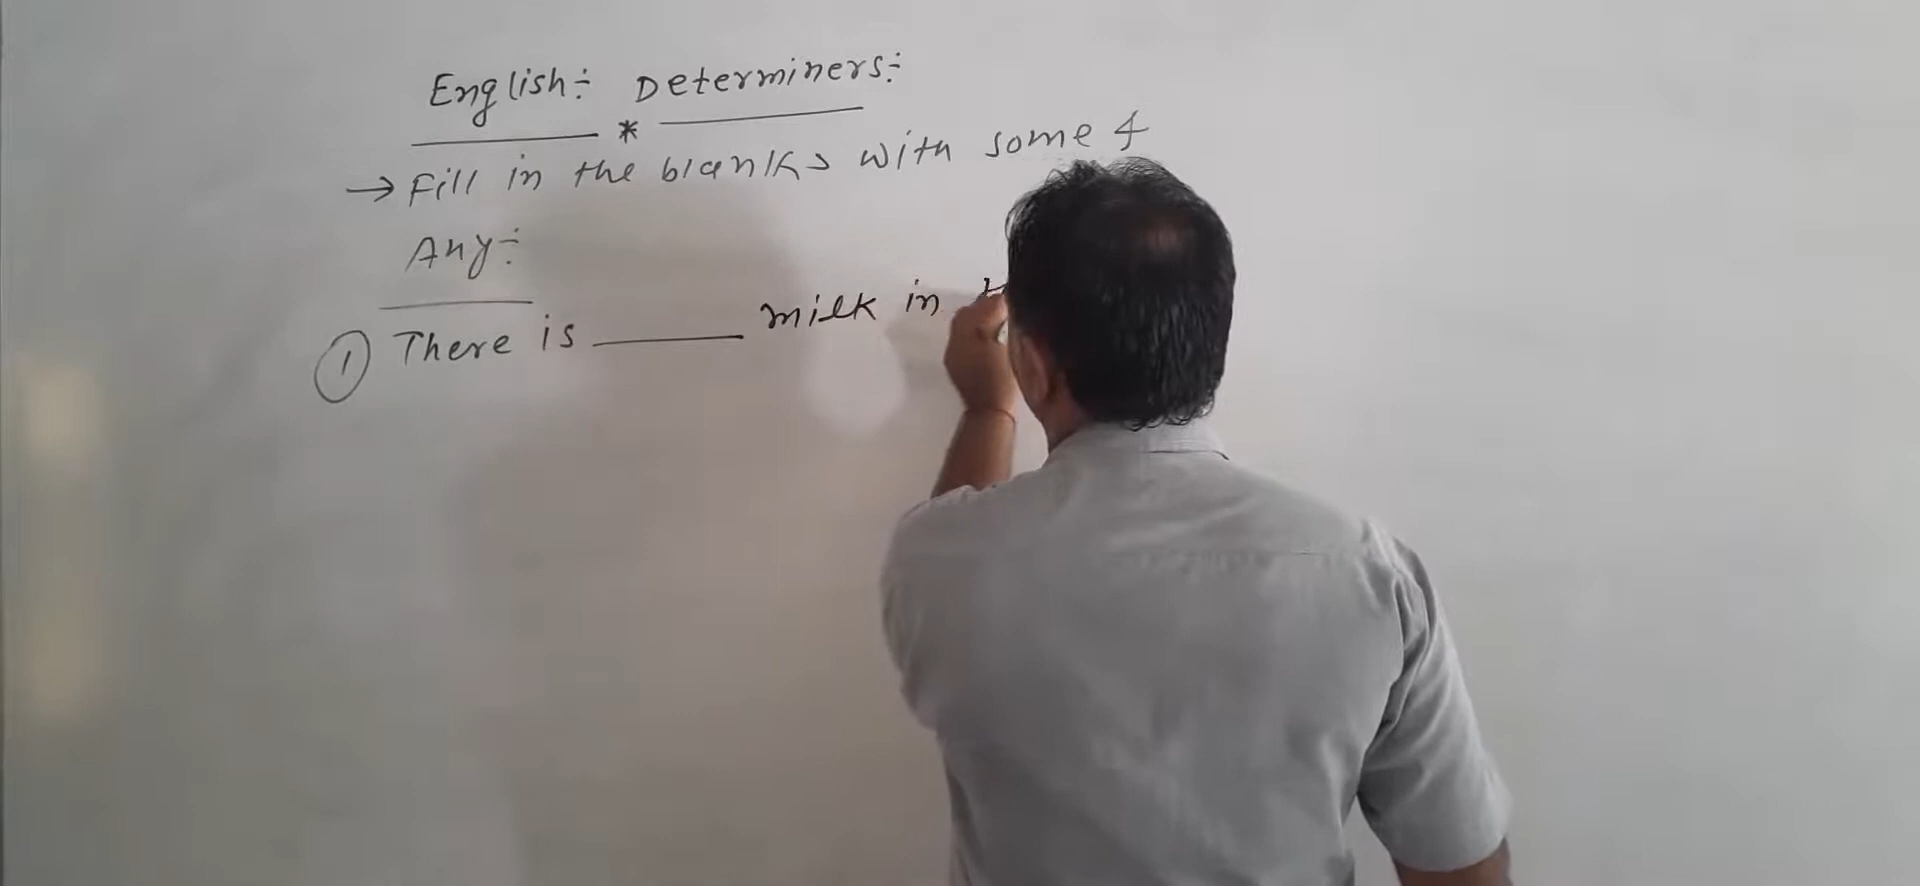 English÷ Determiners÷
*
→ Fill in the blanks with some &
Any÷
① There is ______ milk in t